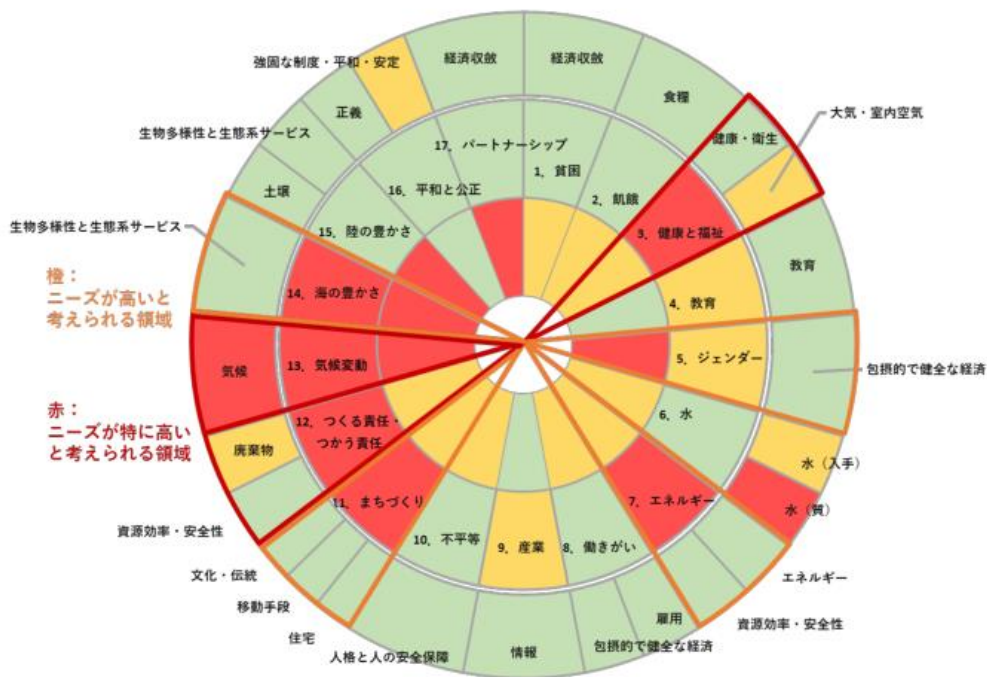 強固な制度・平和・安定
経済収斂
経済収斂
食糧
健康・衛生
大気・室内空気
教育
包摂的で健全な経済
水（入手）
水（質）
エネルギー
資源効率・安全性
雇用
包摂的で健全な経済
情報
人格と人の安全保障
住宅
移動手段
文化・伝統
資源効率・安全性
廃棄物
気候
生物多様性と生態系サービス
土壌
生物多様性と生態系サービス
正義
1．貧困
2．飢餓
3．健康と福祉
4．教育
5．ジェンダー
6．水
7．エネルギー
8．働きがい
9．産業
10．不平等
11．まちづくり
12．つくる責任・
つかう責任
13．気候変動
14．海の豊かさ
15．陸の豊かさ
16．平和と公正
17．パートナーシップ
橙：
ニーズが高いと
考えられる領域
赤：
ニーズが特に高い
と考えられる領域